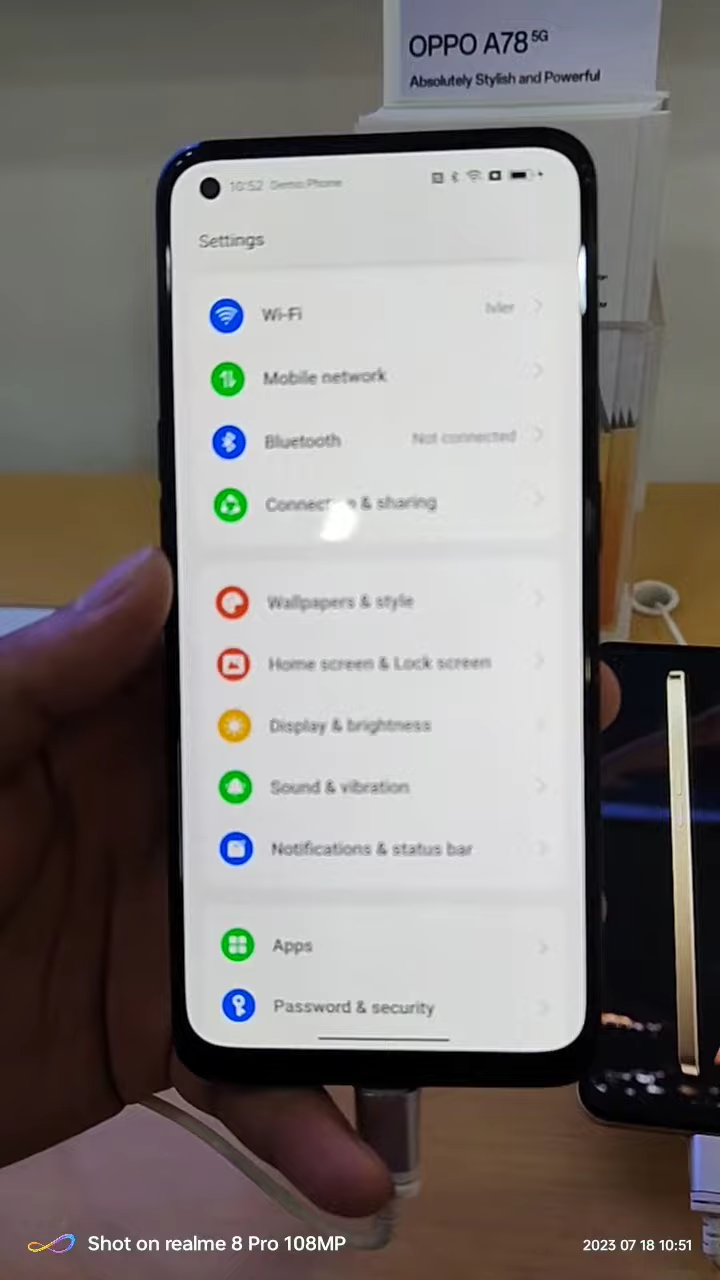 OPPO A78 5G
Absolutely Stylish and Powerful
10:52 Demo Phone
Settings
Wi-Fi
Mobile network
Bluetooth Not connected
Connection & sharing
Wallpapers & style
Home screen & Lock screen
Display & brightness
Sound & vibration
Notifications & status bar
Apps
Password & security
Shot on realme 8 Pro 108MP
2023 07 18 10:51